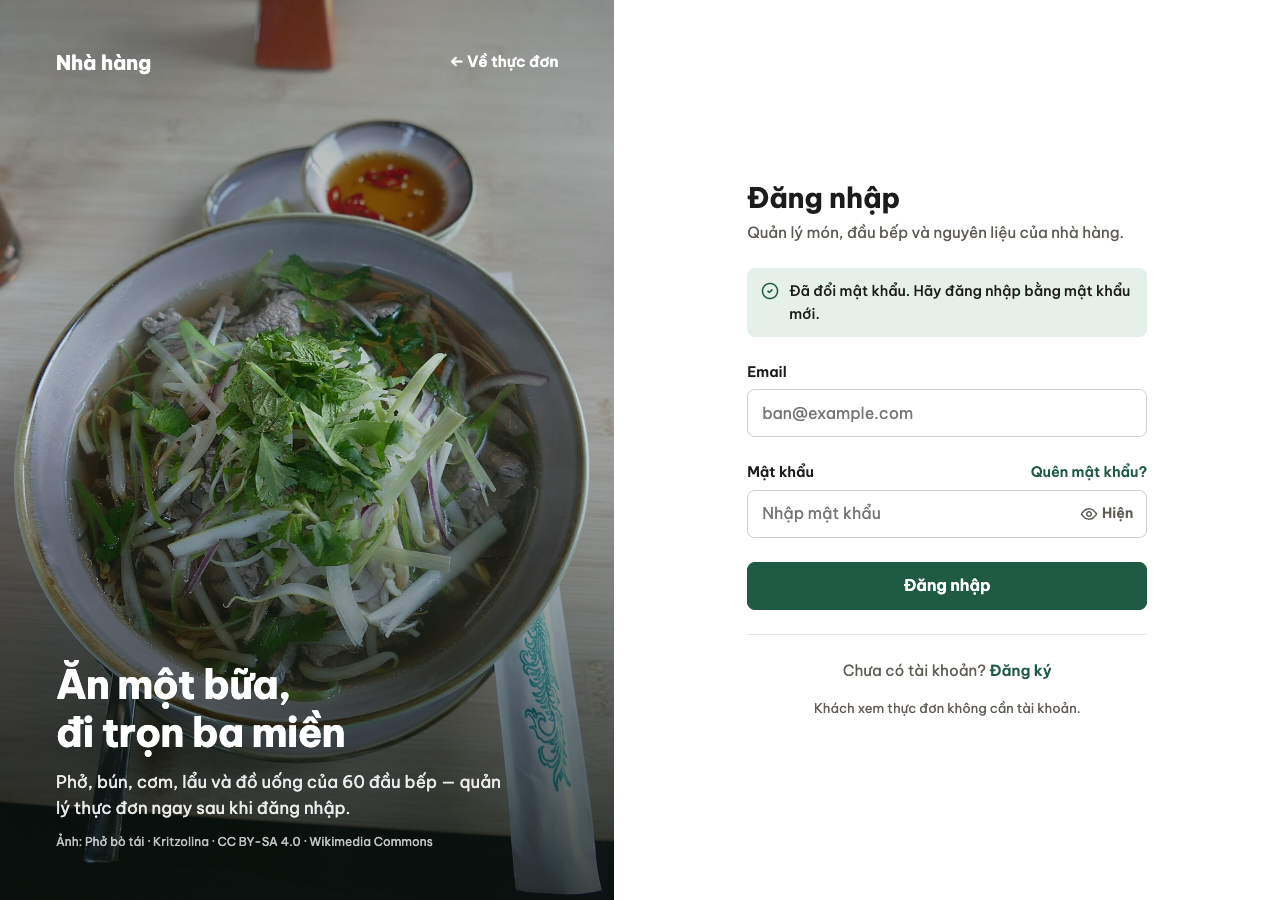 Nhà hàng
← Về thực đơn
Ăn một bữa,
đi trọn ba miền
Phở, bún, cơm, lẩu và đồ uống của 60 đầu bếp — quản
lý thực đơn ngay sau khi đăng nhập.
Ảnh: Phở bò tái · Kritzolina · CC BY-SA 4.0 · Wikimedia Commons
Đăng nhập
Quản lý món, đầu bếp và nguyên liệu của nhà hàng.
Đã đổi mật khẩu. Hãy đăng nhập bằng mật khẩu
mới.
Email
ban@example.com
Mật khẩu
Quên mật khẩu?
Nhập mật khẩu
Hiện
Đăng nhập
Chưa có tài khoản? Đăng ký
Khách xem thực đơn không cần tài khoản.